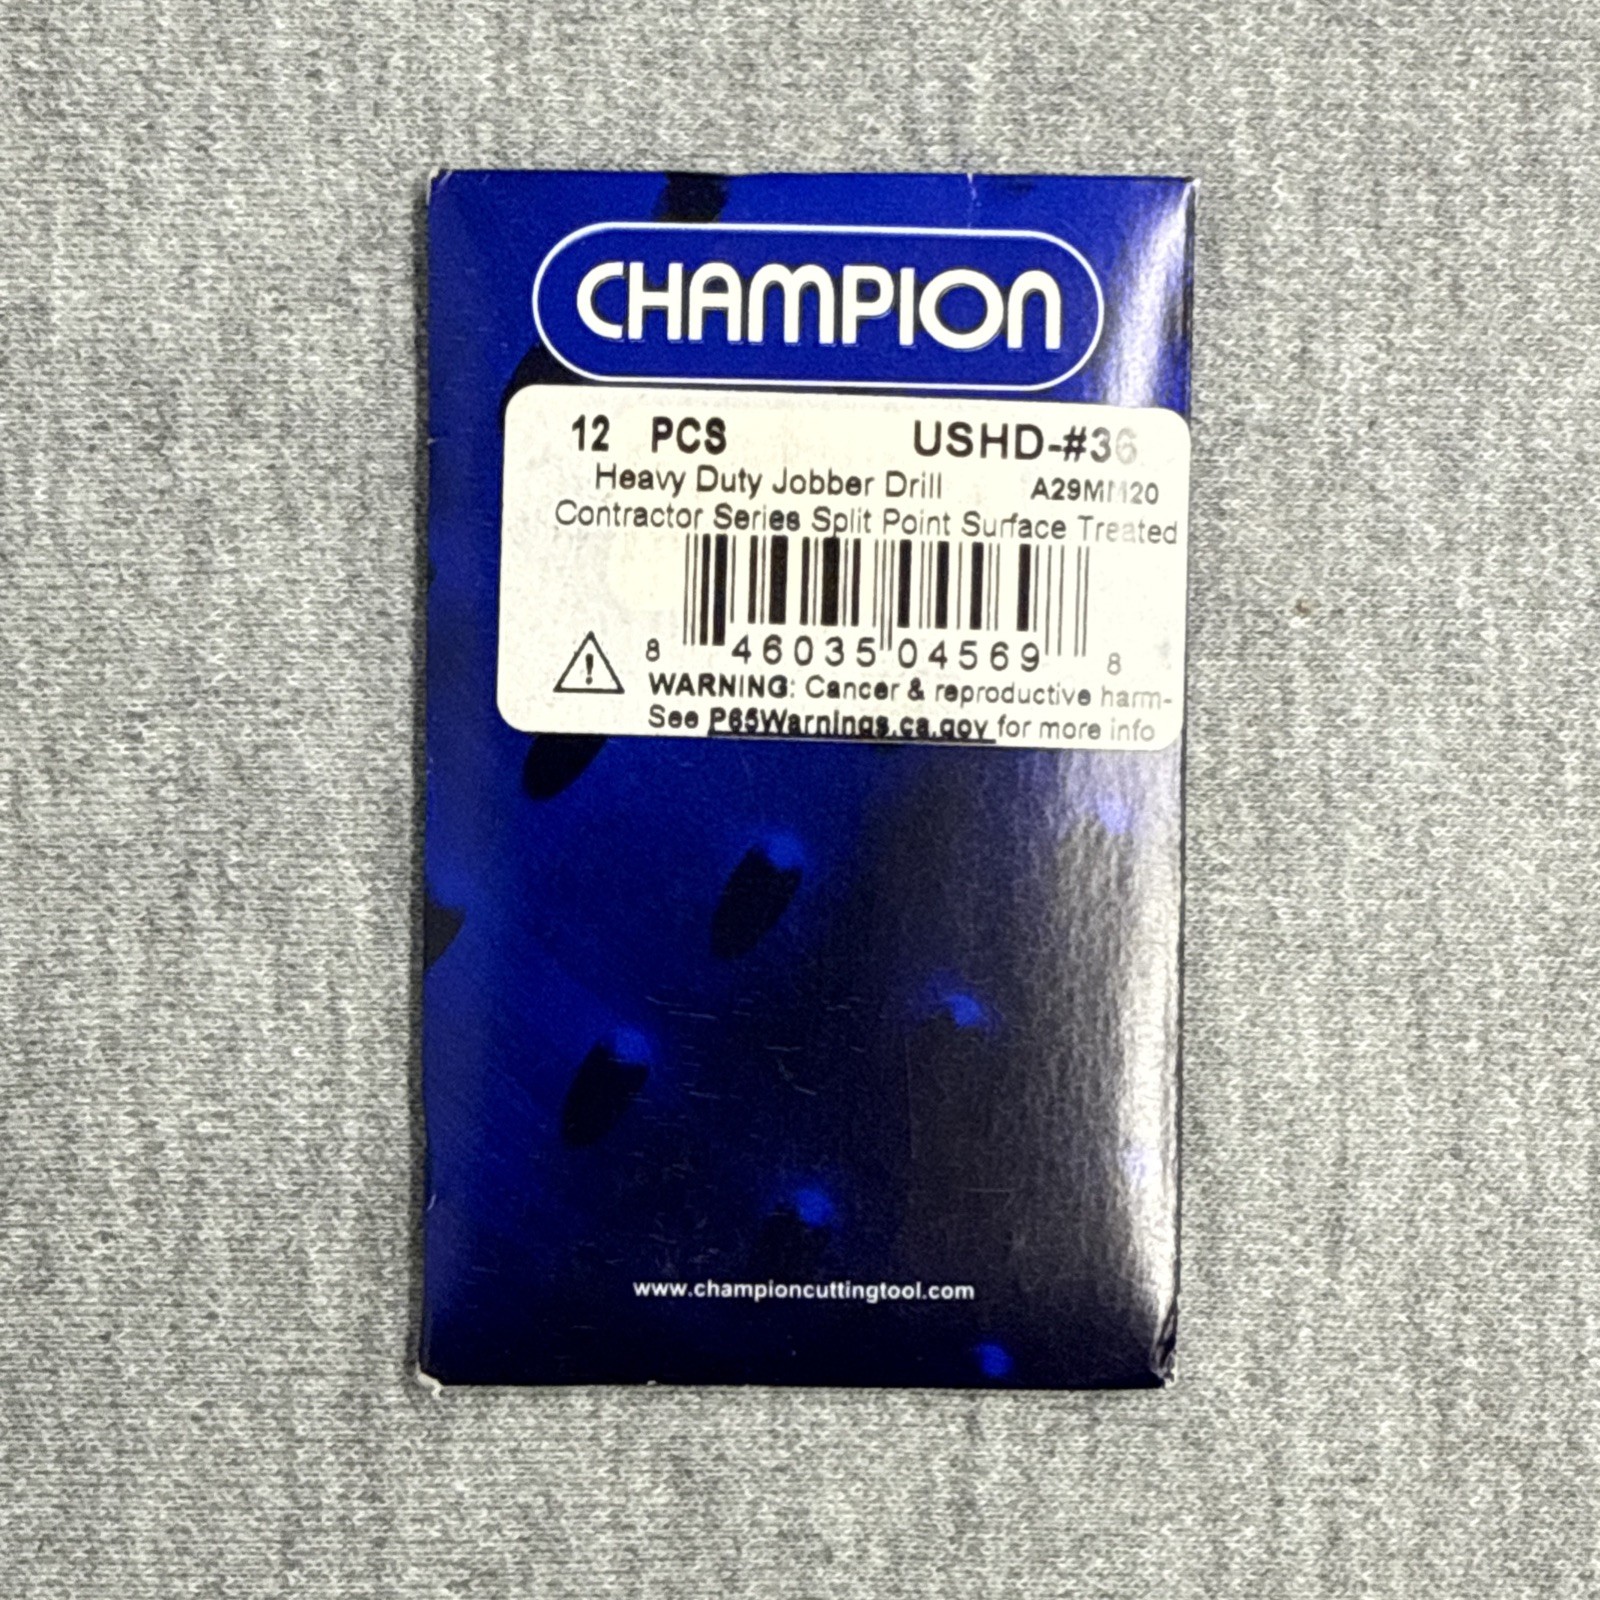 CHAMPION
12 PCS USHD-#36
Heavy Duty Jobber Drill A29MM20
Contractor Series Split Point Surface Treated
8 46035 04569 8
WARNING: Cancer & reproductive harm-
See P65Warnings.ca.gov for more info
www.championcuttingtool.com